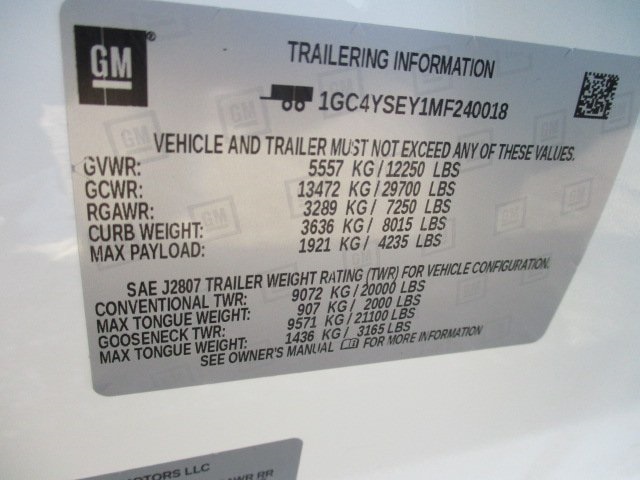 GM®
TRAILERING INFORMATION
1GC4YSEY1MF240018
VEHICLE AND TRAILER MUST NOT EXCEED ANY OF THESE VALUES.
GVWR: 5557 KG / 12250 LBS
GCWR: 13472 KG / 29700 LBS
RGAWR: 3289 KG / 7250 LBS
CURB WEIGHT: 3636 KG / 8015 LBS
MAX PAYLOAD: 1921 KG / 4235 LBS
SAE J2807 TRAILER WEIGHT RATING (TWR) FOR VEHICLE CONFIGURATION.
CONVENTIONAL TWR: 9072 KG / 20000 LBS
MAX TONGUE WEIGHT: 907 KG / 2000 LBS
GOOSENECK TWR: 9571 KG / 21100 LBS
MAX TONGUE WEIGHT: 1436 KG / 3165 LBS
SEE OWNER'S MANUAL FOR MORE INFORMATION
MOTORS LLC
RR